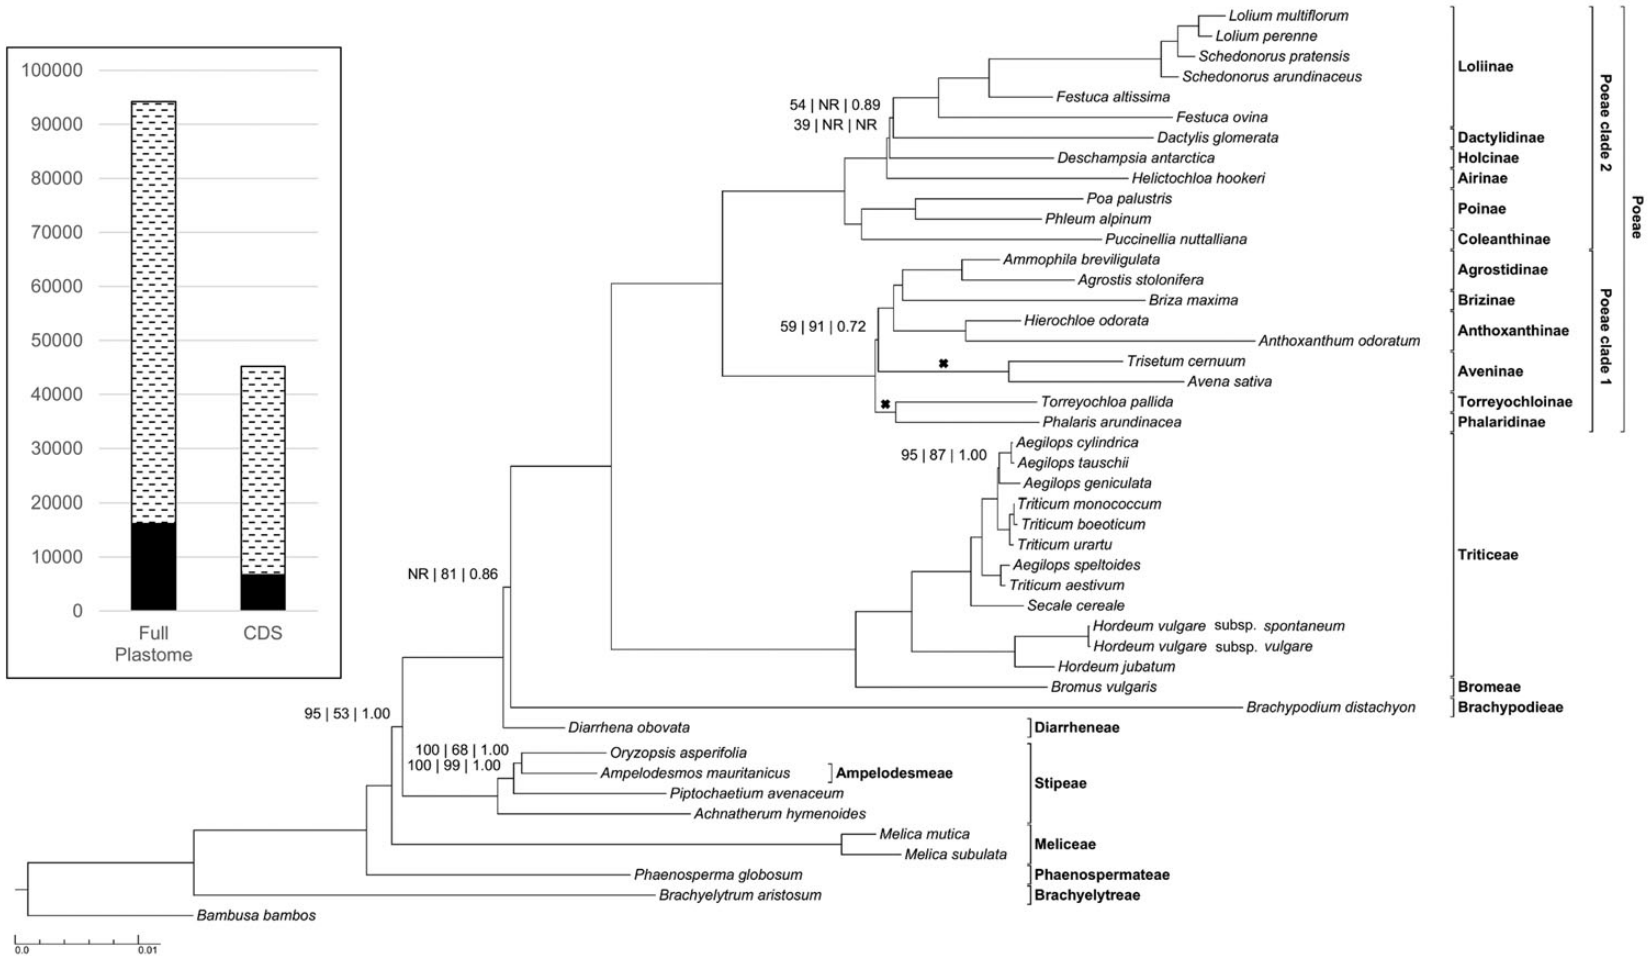 100000
90000
80000
70000
60000
50000
40000
30000
20000
10000
0
Full
Plastome
CDS
Lolium multiflorum
Lolium perenne
Schedonorus pratensis
Schedonorus arundinaceus
Festuca altissima
Festuca ovina
Dactylis glomerata
Deschampsia antarctica
Helictochloa hookeri
Poa palustris
Phleum alpinum
Puccinellia nuttalliana
Ammophila breviligulata
Agrostis stolonifera
Briza maxima
Hierochloe odorata
Anthoxanthum odoratum
Trisetum cernuum
Avena sativa
Torreyochloa pallida
Phalaris arundinacea
Aegilops cylindrica
Aegilops tauschii
Aegilops geniculata
Triticum monococcum
Triticum boeoticum
Triticum urartu
Aegilops speltoides
Triticum aestivum
Secale cereale
Hordeum vulgare subsp. spontaneum
Hordeum vulgare subsp. vulgare
Hordeum jubatum
Bromus vulgaris
Brachypodium distachyon
Diarrhena obovata
Oryzopsis asperifolia
Ampelodesmos mauritanicus
Piptochaetium avenaceum
Achnatherum hymenoides
Melica mutica
Melica subulata
Phaenosperma globosum
Brachyelytrum aristosum
Bambusa bambos
54 | NR | 0.89
39 | NR | NR
59 | 91 | 0.72
95 | 87 | 1.00
NR | 81 | 0.86
95 | 53 | 1.00
100 | 68 | 1.00
100 | 99 | 1.00
Loliinae
Dactylidinae
Holcinae
Airinae
Poinae
Coleanthinae
Agrostidinae
Brizinae
Anthoxanthinae
Aveninae
Torreyochloinae
Phalaridinae
Triticeae
Bromeae
Brachypodieae
Diarrheneae
Ampelodesmeae
Stipeae
Meliceae
Phaenospermateae
Brachyelytreae
Poeae clade 2
Poeae clade 1
Poeae
0.0
0.01